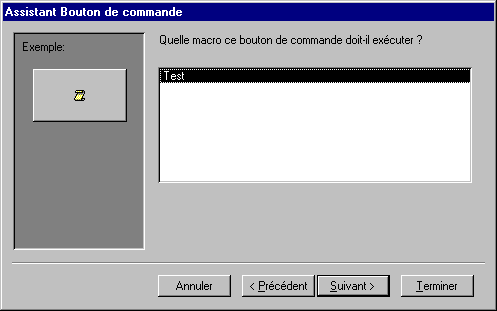 Assistant Bouton de commande
Exemple:
Quelle macro ce bouton de commande doit-il exécuter ?
Test
Annuler
< Précédent
Suivant >
Terminer